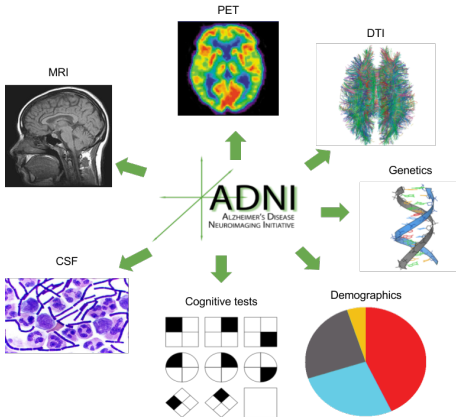 PET
DTI
MRI
Genetics
ADNI
ALZHEIMER'S DISEASE
NEUROIMAGING INITIATIVE
CSF
Cognitive tests
Demographics